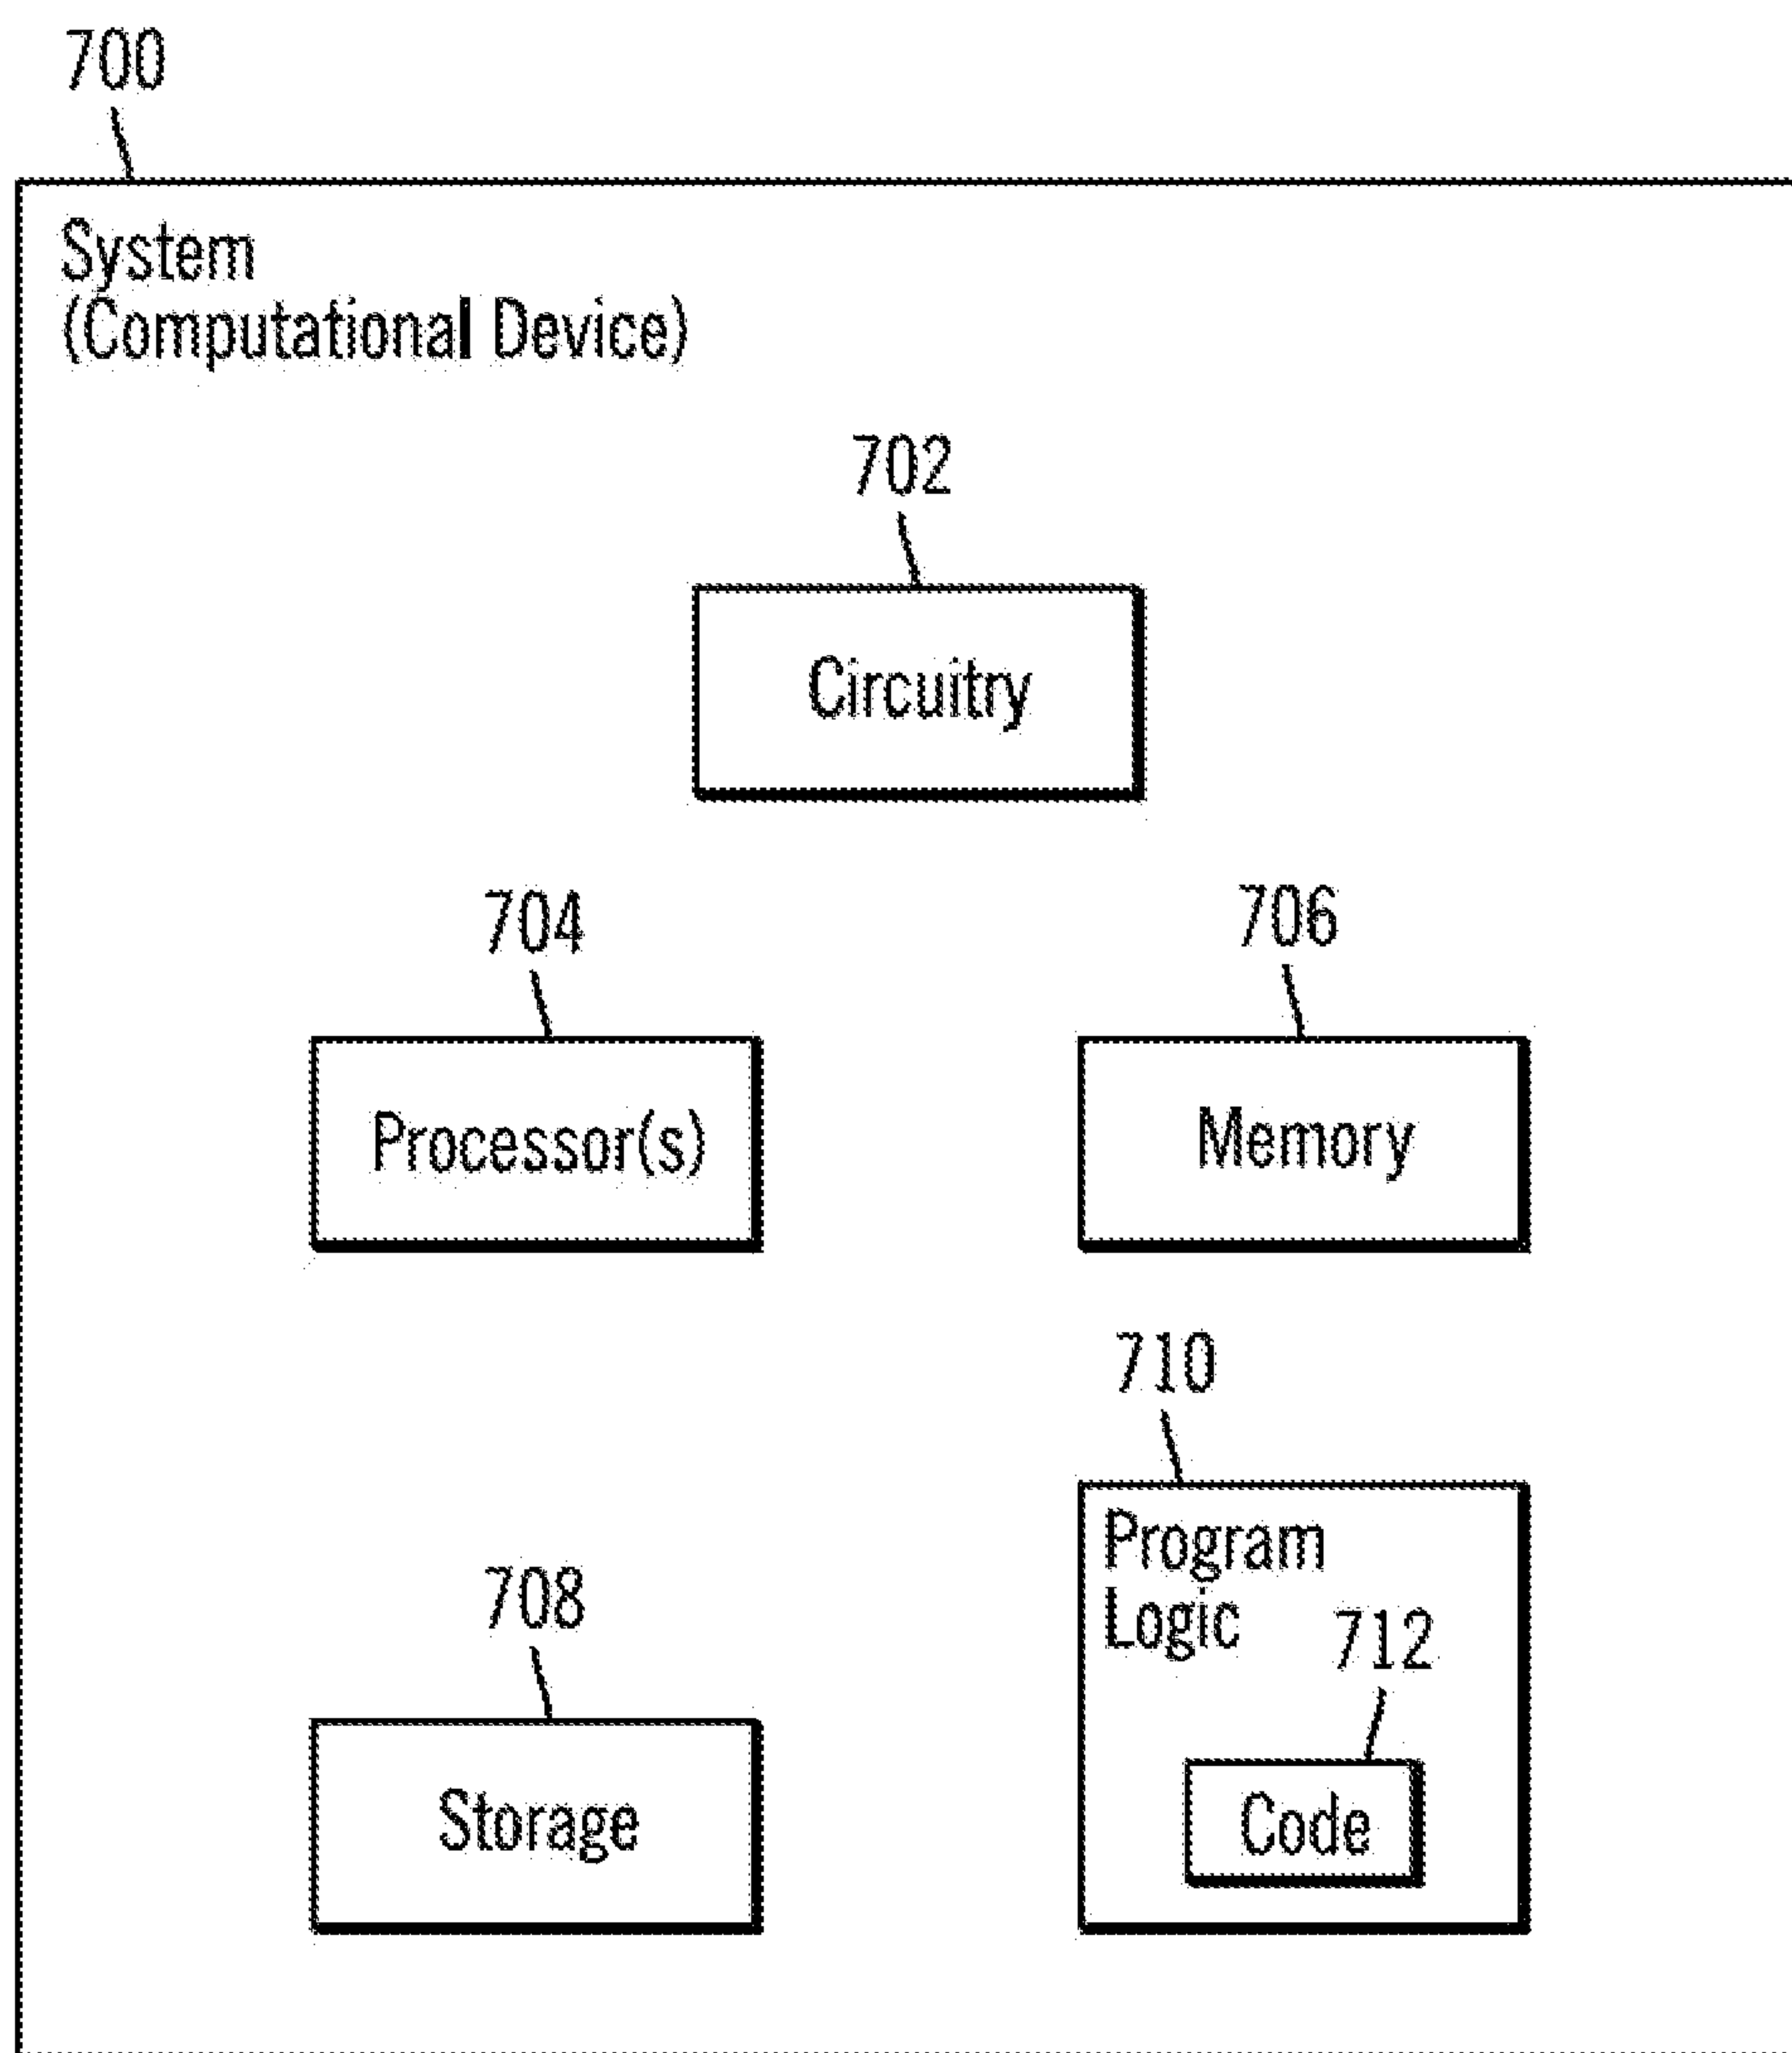 700
System
(Computational Device)
702
Circuitry
704
706
Processor(s)
Memory
710
Program
Logic
708
712
Storage
Code